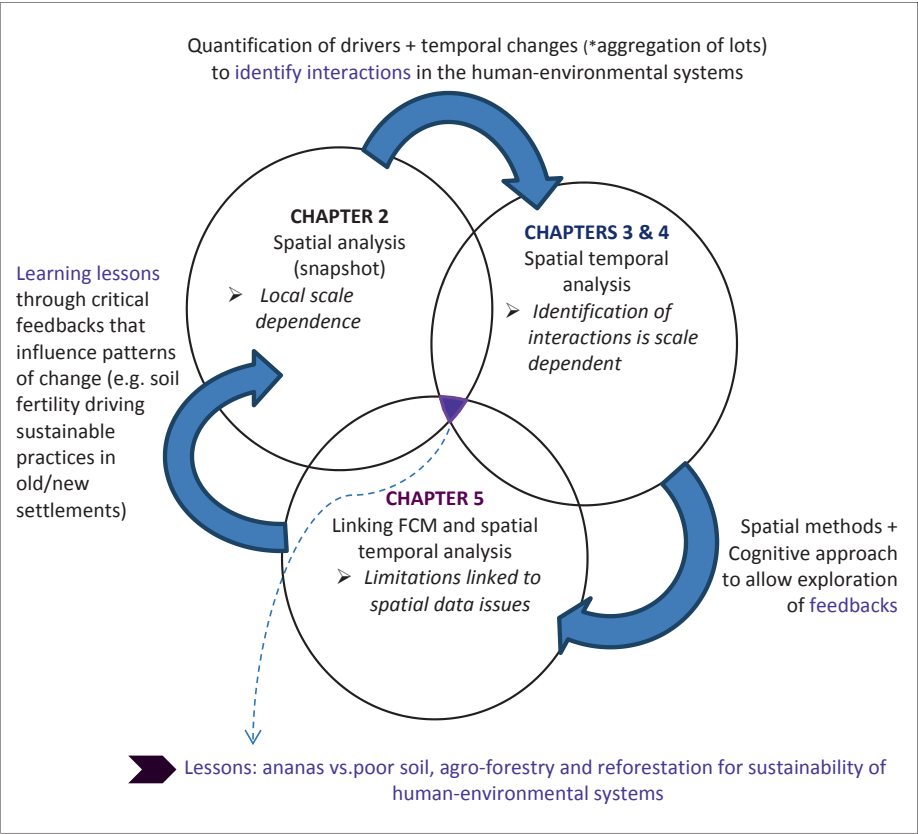 Quantification of drivers + temporal changes (*aggregation of lots)
to identify interactions in the human-environmental systems
CHAPTER 2
Spatial analysis
(snapshot)
➢ Local scale
dependence
CHAPTERS 3 & 4
Spatial temporal
analysis
➢ Identification of
interactions is scale
dependent
Learning lessons
through critical
feedbacks that
influence patterns
of change (e.g. soil
fertility driving
sustainable
practices in
old/new
settlements)
CHAPTER 5
Linking FCM and spatial
temporal analysis
➢ Limitations linked to
spatial data issues
Spatial methods +
Cognitive approach
to allow exploration
of feedbacks
Lessons: ananas vs.poor soil, agro-forestry and reforestation for sustainability of
human-environmental systems